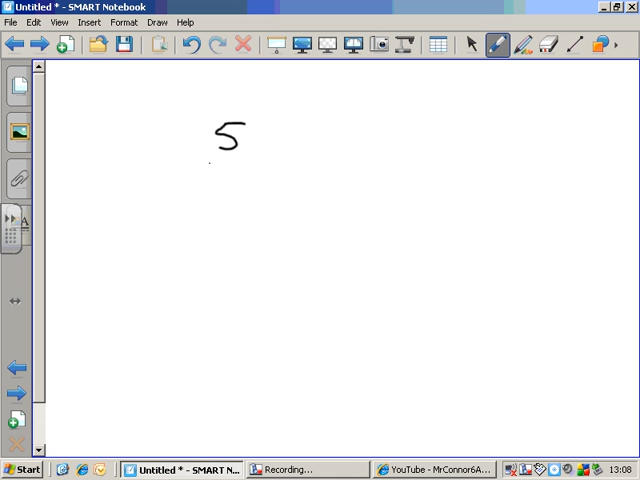 Untitled * - SMART Notebook
File Edit View Insert Format Draw Help
5
A
Start Untitled * - SMART N... Recording... YouTube - MrConnor6A... 13:08